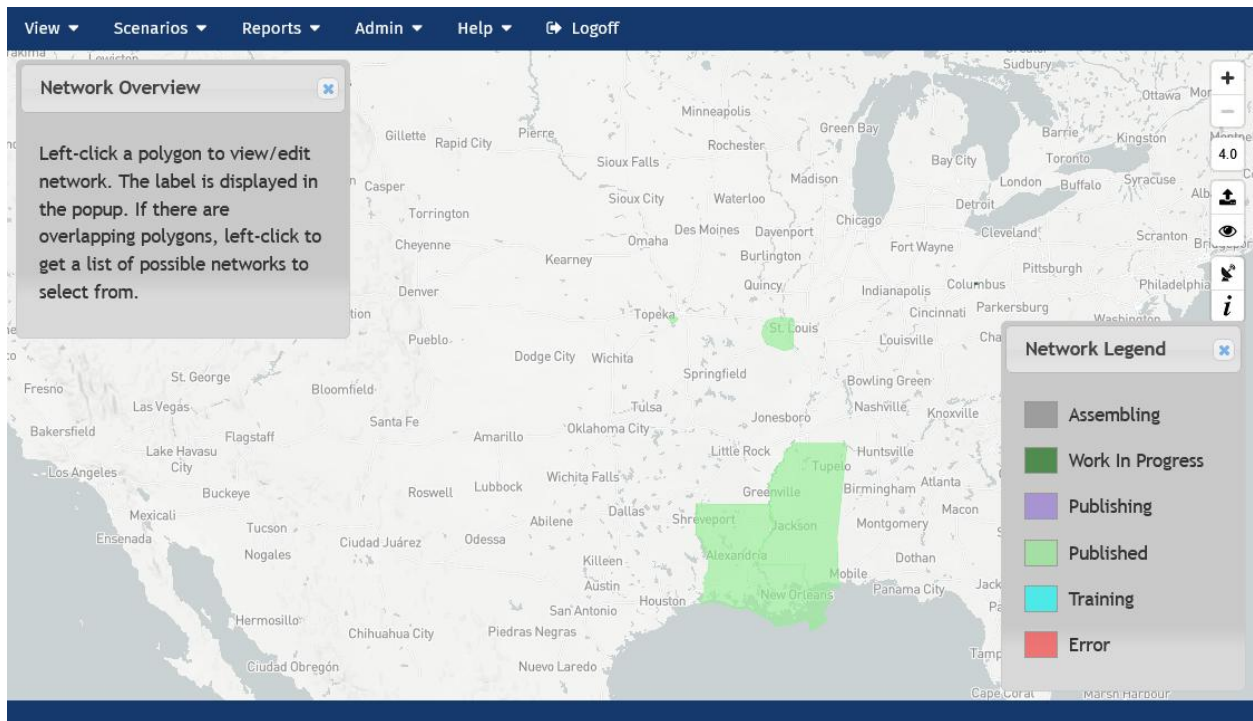 View Scenarios Reports Admin Help Logoff
Network Overview
Left-click a polygon to view/edit
network. The label is displayed in
the popup. If there are
overlapping polygons, left-click to
get a list of possible networks to
select from.
+
−
4.0
i
Network Legend
Assembling
Work In Progress
Publishing
Published
Training
Error
Sudbury
Ottawa
Minneapolis
Green Bay
Barrie
Kingston
Gillette
Rapid City
Pierre
Sioux Falls
Rochester
Bay City
Toronto
Casper
Madison
London
Buffalo
Syracuse
Torrington
Sioux City
Waterloo
Detroit
Chicago
Cheyenne
Omaha
Des Moines
Davenport
Fort Wayne
Cleveland
Scranton
Kearney
Burlington
Pittsburgh
Denver
Quincy
Indianapolis
Columbus
Philadelphia
Topeka
Cincinnati
Parkersburg
Washington
Pueblo
St. Louis
Louisville
Dodge City
Wichita
St. George
Springfield
Bowling Green
Fresno
Bloomfield
Las Vegas
Tulsa
Nashville
Knoxville
Bakersfield
Santa Fe
Oklahoma City
Jonesboro
Flagstaff
Amarillo
Lake Havasu
City
Little Rock
Huntsville
Tupelo
Los Angeles
Wichita Falls
Atlanta
Buckeye
Roswell
Lubbock
Greenville
Birmingham
Mexicali
Dallas
Macon
Tucson
Abilene
Shreveport
Jackson
Montgomery
Ensenada
Ciudad Juárez
Odessa
Nogales
Killeen
Alexandria
Dothan
Mobile
Austin
New Orleans
Panama City
Houston
San Antonio
Hermosillo
Chihuahua City
Piedras Negras
Ciudad Obregón
Nuevo Laredo
Cape Coral
Marsh Harbour